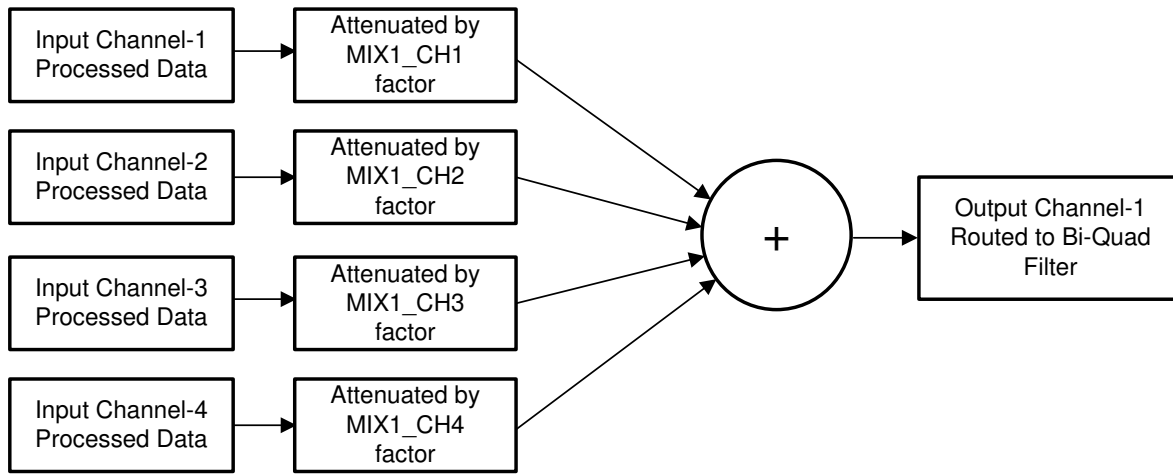 Input Channel-1
Processed Data
Attenuated by
MIX1_CH1
factor
Input Channel-2
Processed Data
Attenuated by
MIX1_CH2
factor
Input Channel-3
Processed Data
Attenuated by
MIX1_CH3
factor
Input Channel-4
Processed Data
Attenuated by
MIX1_CH4
factor
+
Output Channel-1
Routed to Bi-Quad
Filter